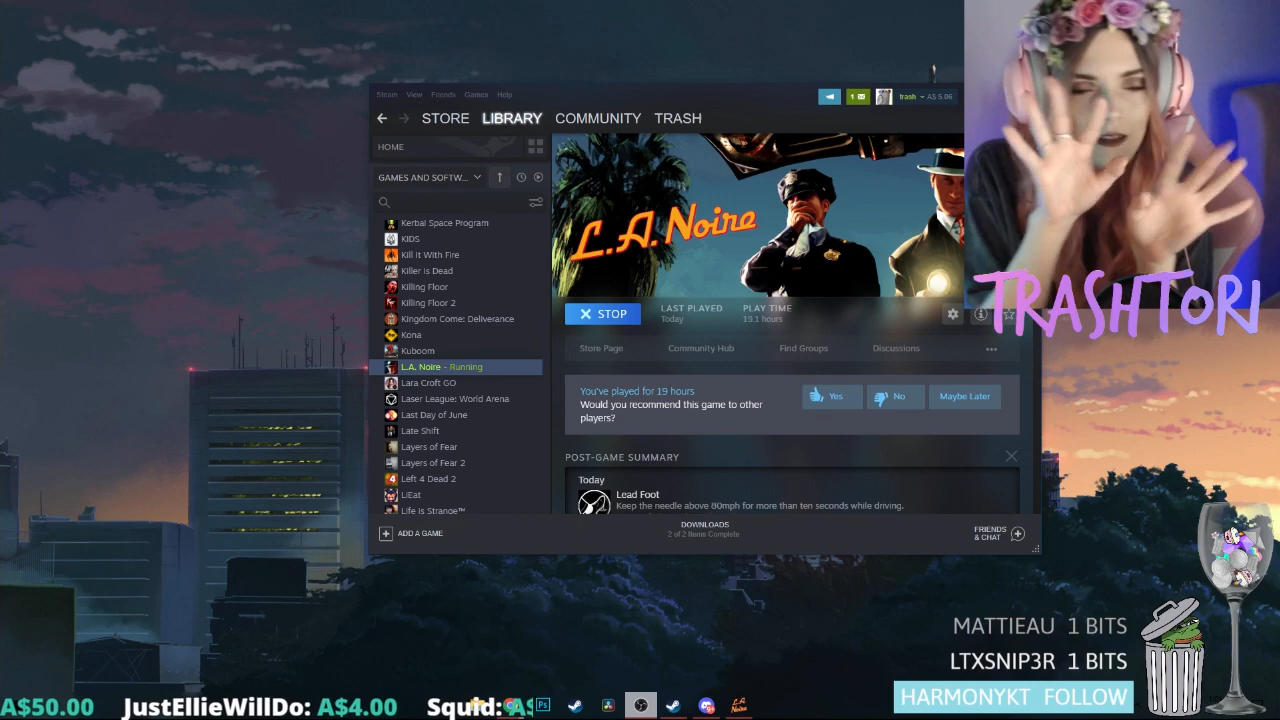 Steam View Friends Games Help
1 trash A$ 5.06
STORE LIBRARY COMMUNITY TRASH
HOME
GAMES AND SOFTW...
Kerbal Space Program
KIDS
Kill It With Fire
Killer is Dead
Killing Floor
Killing Floor 2
Kingdom Come: Deliverance
Kona
Kuboom
L.A. Noire - Running
Lara Croft GO
Laser League: World Arena
Last Day of June
Late Shift
Layers of Fear
Layers of Fear 2
Left 4 Dead 2
LiEat
Life is Strange™
L.A. Noire
STOP
LAST PLAYED
Today
PLAY TIME
19.1 hours
Store Page Community Hub Find Groups Discussions
You've played for 19 hours
Would you recommend this game to other
players?
Yes No Maybe Later
POST-GAME SUMMARY
Today
Lead Foot
Keep the needle above 80mph for more than ten seconds while driving.
ADD A GAME
DOWNLOADS
2 of 2 Items Complete
FRIENDS
& CHAT
TRASHTORI
MATTIEAU 1 BITS
LTXSNIP3R 1 BITS
HARMONYKT FOLLOW
A$50.00 JustEllieWillDo: A$4.00 Squid:
Ps
L.A.
Noire